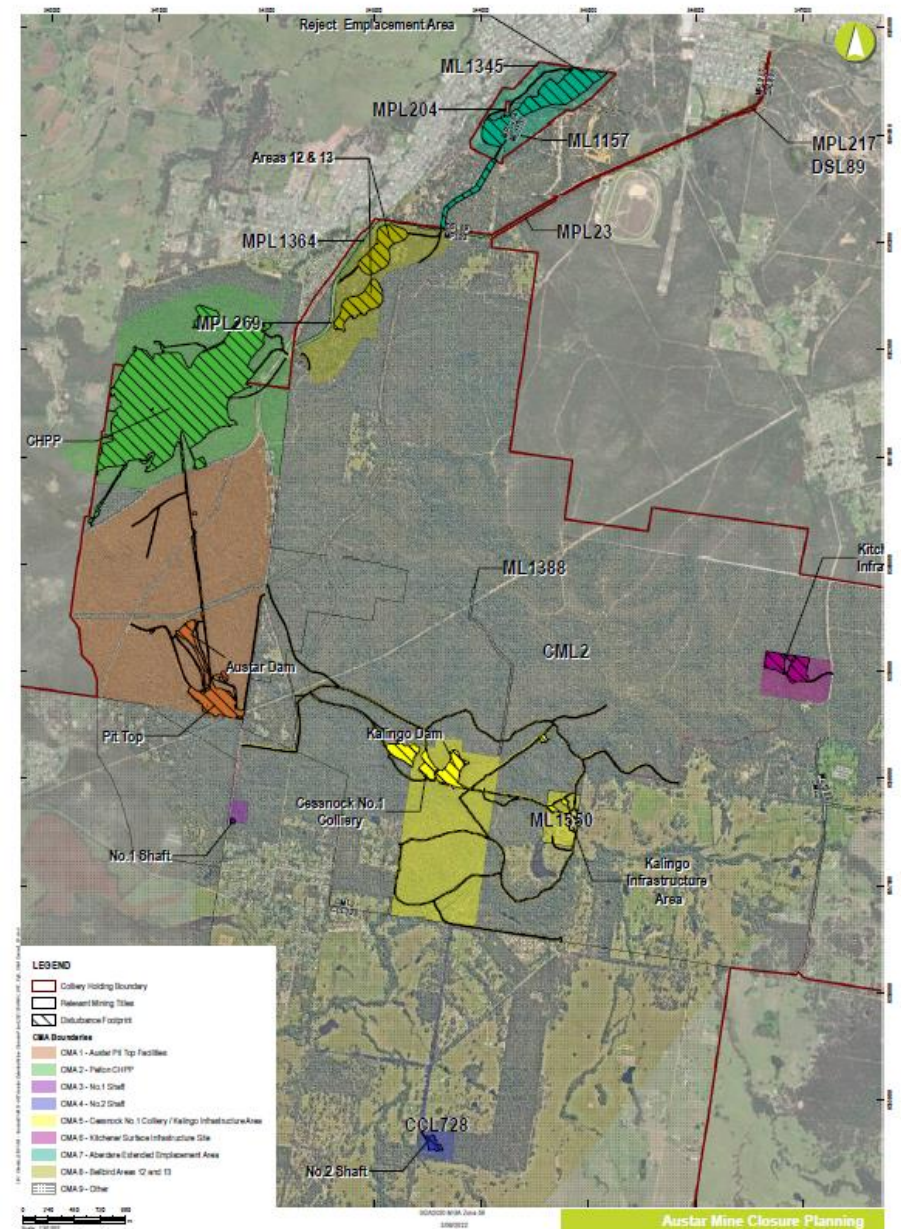 Reject Emplacement Area
ML1345
MPL204
ML1157
MPL217
DSL89
Areas 12 & 13
MPL23
MPL1364
MPL269
CHPP
ML1388
CML2
Austar Dam
Pit Top
Kalingo Dam
Cessnock No.1
Colliery
ML1550
No.1 Shaft
Kalingo
Infrastructure
Area
CCL728
No.2 Shaft
LEGEND
Colliery Holding Boundary
Relevant Mining Titles
Disturbance Footprint
CMA Boundaries
CMA 1 - Austar Pit Top Facilities
CMA 2 - Pelton CHPP
CMA 3 - No.1 Shaft
CMA 4 - No.2 Shaft
CMA 5 - Cessnock No.1 Colliery / Kalingo Infrastructure Area
CMA 6 - Kitchener Surface Infrastructure Site
CMA 7 - Aberdare Extended Emplacement Area
CMA 8 - Bellbird Areas 12 and 13
CMA 9 - Other
Austar Mine Closure Planning